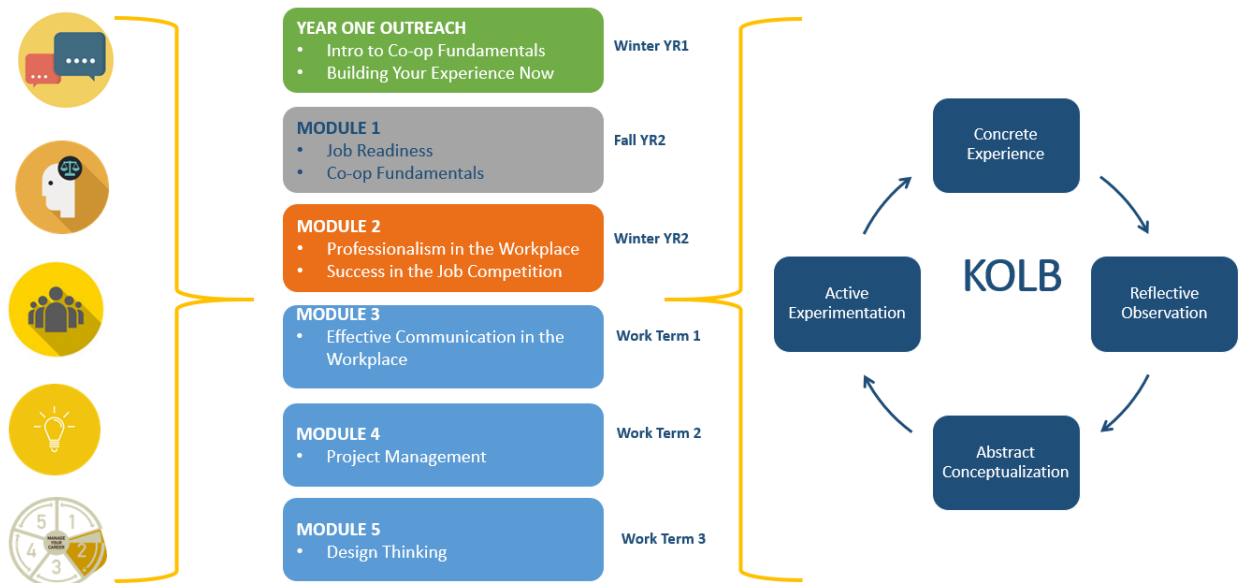 YEAR ONE OUTREACH
• Intro to Co-op Fundamentals
• Building Your Experience Now
Winter YR1
MODULE 1
• Job Readiness
• Co-op Fundamentals
Fall YR2
MODULE 2
• Professionalism in the Workplace
• Success in the Job Competition
Winter YR2
MODULE 3
• Effective Communication in the
Workplace
Work Term 1
MODULE 4
• Project Management
Work Term 2
MODULE 5
• Design Thinking
Work Term 3
5
1
4
MANAGE
YOUR
CAREER
2
3
Concrete
Experience
KOLB
Active
Experimentation
Reflective
Observation
Abstract
Conceptualization